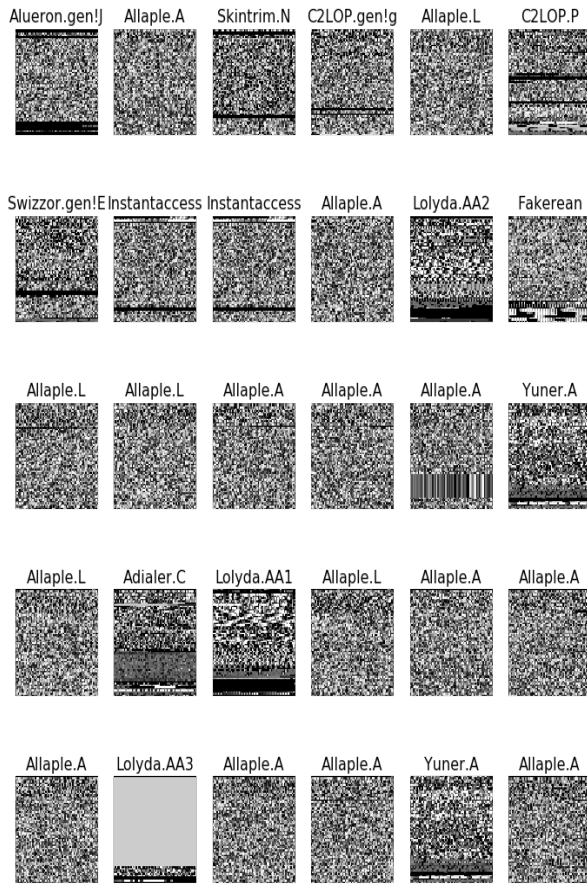 Alueron.gen!J Allaple.A Skintrim.N C2LOP.gen!g Allaple.L C2LOP.P
Swizzor.gen!E Instantaccess Instantaccess Allaple.A Lolyda.AA2 Fakerean
Allaple.L Allaple.L Allaple.A Allaple.A Allaple.A Yuner.A
Allaple.L Adialer.C Lolyda.AA1 Allaple.L Allaple.A Allaple.A
Allaple.A Lolyda.AA3 Allaple.A Allaple.A Yuner.A Allaple.A